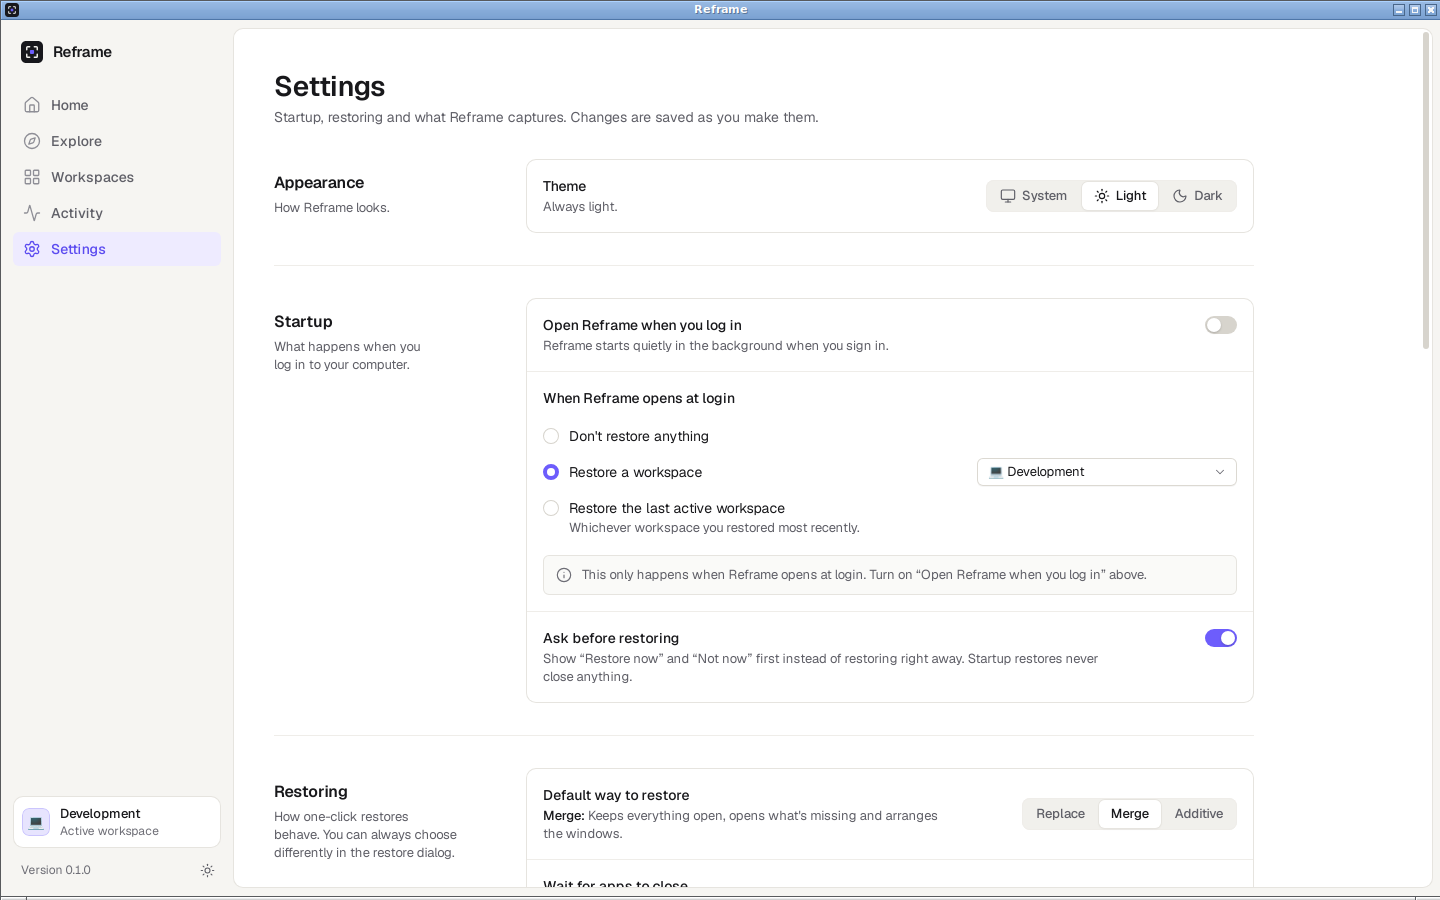 Reframe
Reframe
Home
Explore
Workspaces
Activity
Settings
Settings
Startup, restoring and what Reframe captures. Changes are saved as you make them.
Appearance
How Reframe looks.
Theme
Always light.
System
Light
Dark
Startup
What happens when you
log in to your computer.
Open Reframe when you log in
Reframe starts quietly in the background when you sign in.
When Reframe opens at login
Don't restore anything
Restore a workspace
Development
Restore the last active workspace
Whichever workspace you restored most recently.
This only happens when Reframe opens at login. Turn on “Open Reframe when you log in” above.
Ask before restoring
Show “Restore now” and “Not now” first instead of restoring right away. Startup restores never
close anything.
Restoring
How one-click restores
behave. You can always choose
differently in the restore dialog.
Default way to restore
Merge: Keeps everything open, opens what's missing and arranges
the windows.
Replace
Merge
Additive
Wait for apps to close
Development
Active workspace
Version 0.1.0